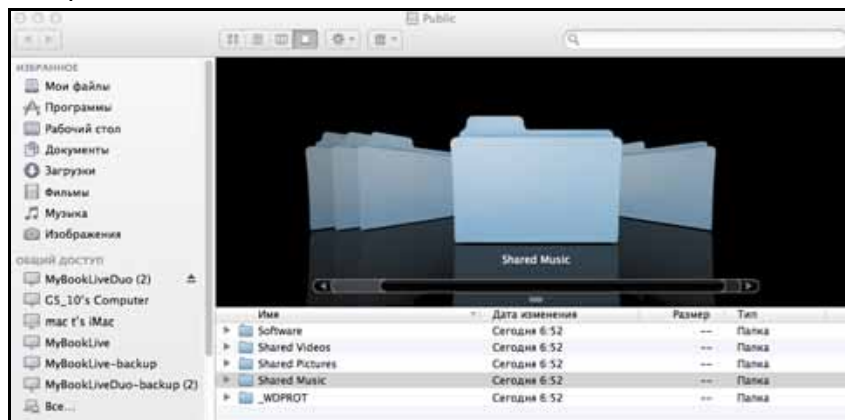 Public
ИЗБРАННОЕ
Мои файлы
Программы
Рабочий стол
Документы
Загрузки
Фильмы
Музыка
Изображения
ОБЩИЙ ДОСТУП
MyBookLiveDuo (2)
G5_10's Computer
mac t's iMac
MyBookLive
MyBookLive-backup
MyBookLiveDuo-backup (2)
Все...
Shared Music
Имя Дата изменения Размер Тип
Software Сегодня 6:52 -- Папка
Shared Videos Сегодня 6:52 -- Папка
Shared Pictures Сегодня 6:52 -- Папка
Shared Music Сегодня 6:52 -- Папка
_WDPROT Сегодня 6:52 -- Папка